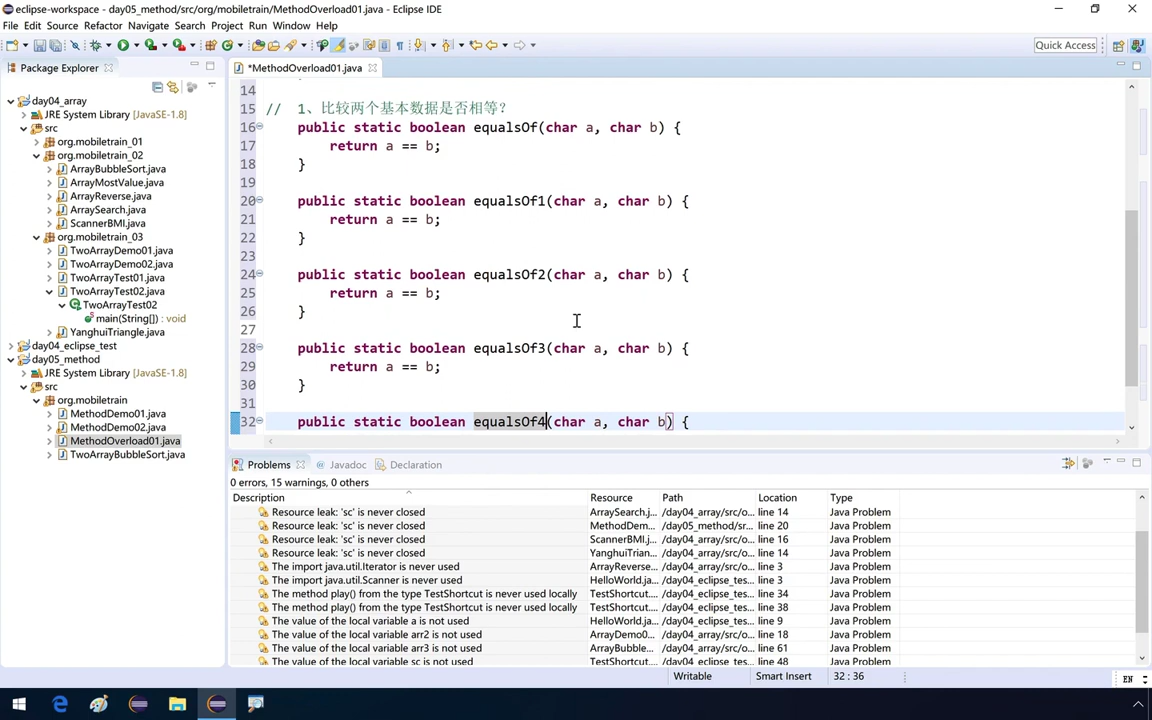 eclipse-workspace - day05_method/src/org/mobiletrain/MethodOverload01.java - Eclipse IDE
File Edit Source Refactor Navigate Search Project Run Window Help
Quick Access
Package Explorer
*MethodOverload01.java
day04_array
JRE System Library [JavaSE-1.8]
src
org.mobiletrain_01
org.mobiletrain_02
ArrayBubbleSort.java
ArrayMostValue.java
ArrayReverse.java
ArraySearch.java
ScannerBMI.java
org.mobiletrain_03
TwoArrayDemo01.java
TwoArrayDemo02.java
TwoArrayTest01.java
TwoArrayTest02.java
TwoArrayTest02
main(String[]) : void
YanghuiTriangle.java
day04_eclipse_test
day05_method
JRE System Library [JavaSE-1.8]
src
org.mobiletrain
MethodDemo01.java
MethodDemo02.java
MethodOverload01.java
TwoArrayBubbleSort.java
14
15 // 1、比较两个基本数据是否相等?
16 public static boolean equalsOf(char a, char b) {
17 return a == b;
18 }
19
20 public static boolean equalsOf1(char a, char b) {
21 return a == b;
22 }
23
24 public static boolean equalsOf2(char a, char b) {
25 return a == b;
26 }
27
28 public static boolean equalsOf3(char a, char b) {
29 return a == b;
30 }
31
32 public static boolean equalsOf4(char a, char b) {
Problems @ Javadoc Declaration
0 errors, 15 warnings, 0 others
Description Resource Path Location Type
Resource leak: 'sc' is never closed ArraySearch.j... /day04_array/src/o... line 14 Java Problem
Resource leak: 'sc' is never closed MethodDem... /day05_method/sr... line 20 Java Problem
Resource leak: 'sc' is never closed ScannerBMI.j... /day04_array/src/o... line 16 Java Problem
Resource leak: 'sc' is never closed YanghuiTrian... /day04_array/src/o... line 14 Java Problem
The import java.util.Iterator is never used ArrayReverse... /day04_array/src/o... line 3 Java Problem
The import java.util.Scanner is never used HelloWorld.ja... /day04_eclipse_tes... line 3 Java Problem
The method play() from the type TestShortcut is never used locally TestShortcut.... /day04_eclipse_tes... line 34 Java Problem
The method play() from the type TestShortcut is never used locally TestShortcut.... /day04_eclipse_tes... line 38 Java Problem
The value of the local variable a is not used HelloWorld.ja... /day04_eclipse_tes... line 9 Java Problem
The value of the local variable arr2 is not used ArrayDemo0... /day04_array/src/o... line 18 Java Problem
The value of the local variable arr3 is not used ArrayBubble... /day04_array/src/o... line 61 Java Problem
The value of the local variable sc is not used TestShortcut.... /day04_eclipse_tes... line 48 Java Problem
Writable Smart Insert 32 : 36
EN